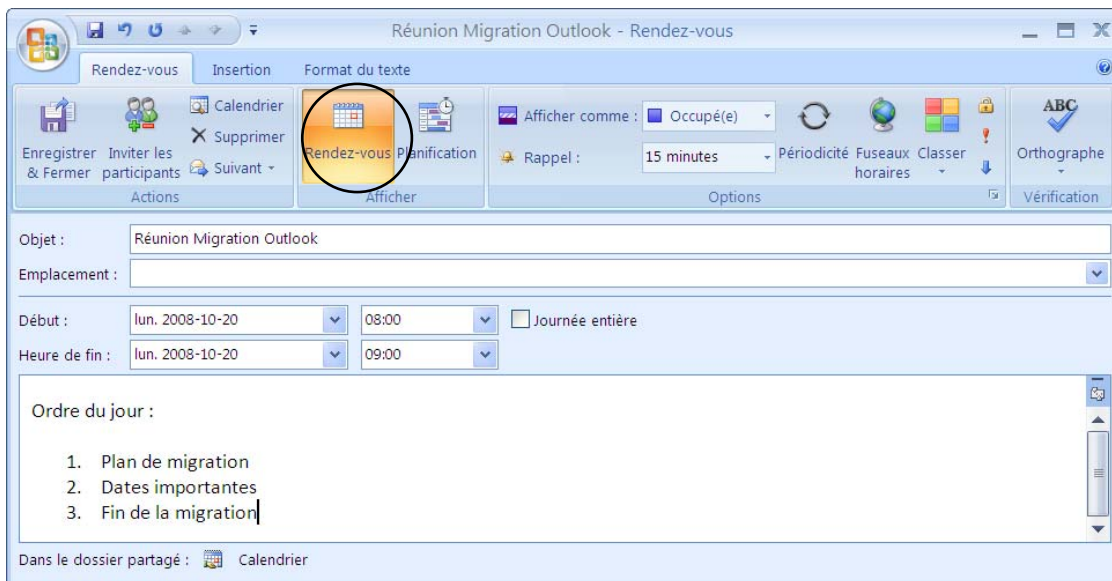 Réunion Migration Outlook - Rendez-vous
Rendez-vous Insertion Format du texte
Enregistrer & Fermer
Inviter les participants
Calendrier
Supprimer
Suivant
Actions
Rendez-vous
Planification
Afficher
Afficher comme : Occupé(e)
Rappel : 15 minutes
Périodicité
Fuseaux horaires
Classer
Options
ABC
Orthographe
Vérification
Objet : Réunion Migration Outlook
Emplacement :
Début : lun. 2008-10-20 08:00 Journée entière
Heure de fin : lun. 2008-10-20 09:00
Ordre du jour :
1. Plan de migration
2. Dates importantes
3. Fin de la migration
Dans le dossier partagé : Calendrier